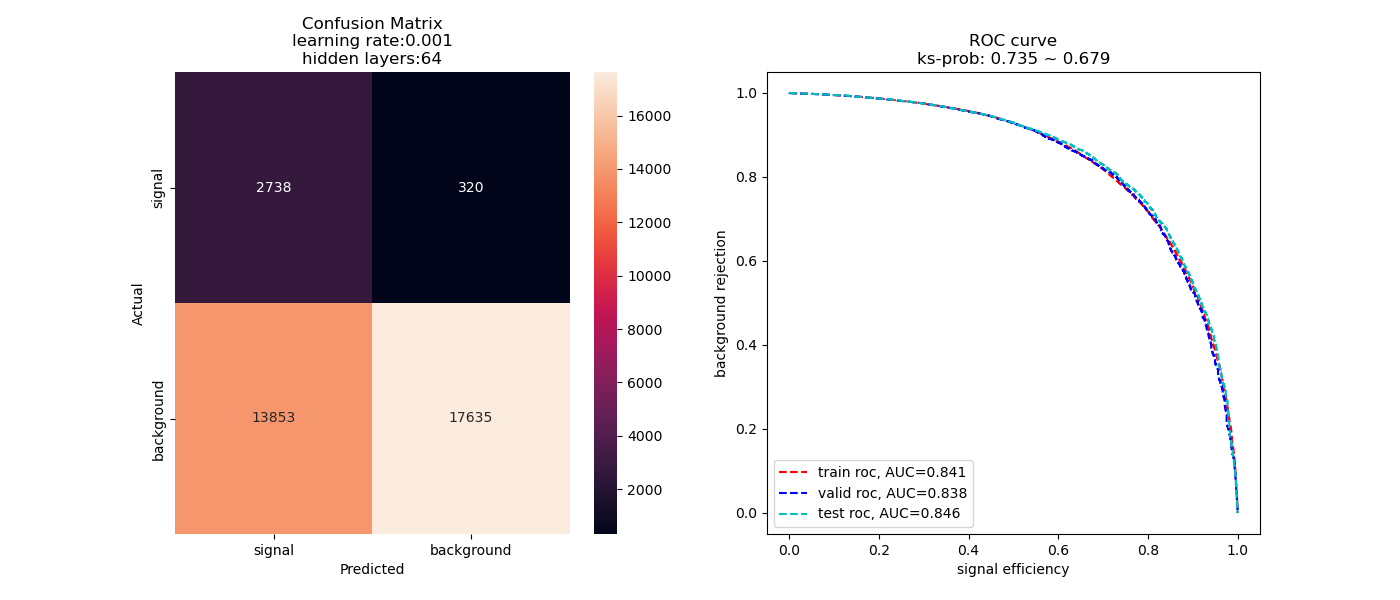 Confusion Matrix
learning rate:0.001
hidden layers:64
signal
background
Actual
2738
320
13853
17635
signal
background
Predicted
16000
14000
12000
10000
8000
6000
4000
2000
ROC curve
ks-prob: 0.735 ~ 0.679
background rejection
1.0
0.8
0.6
0.4
0.2
0.0
train roc, AUC=0.841
valid roc, AUC=0.838
test roc, AUC=0.846
0.0
0.2
0.4
0.6
0.8
1.0
signal efficiency